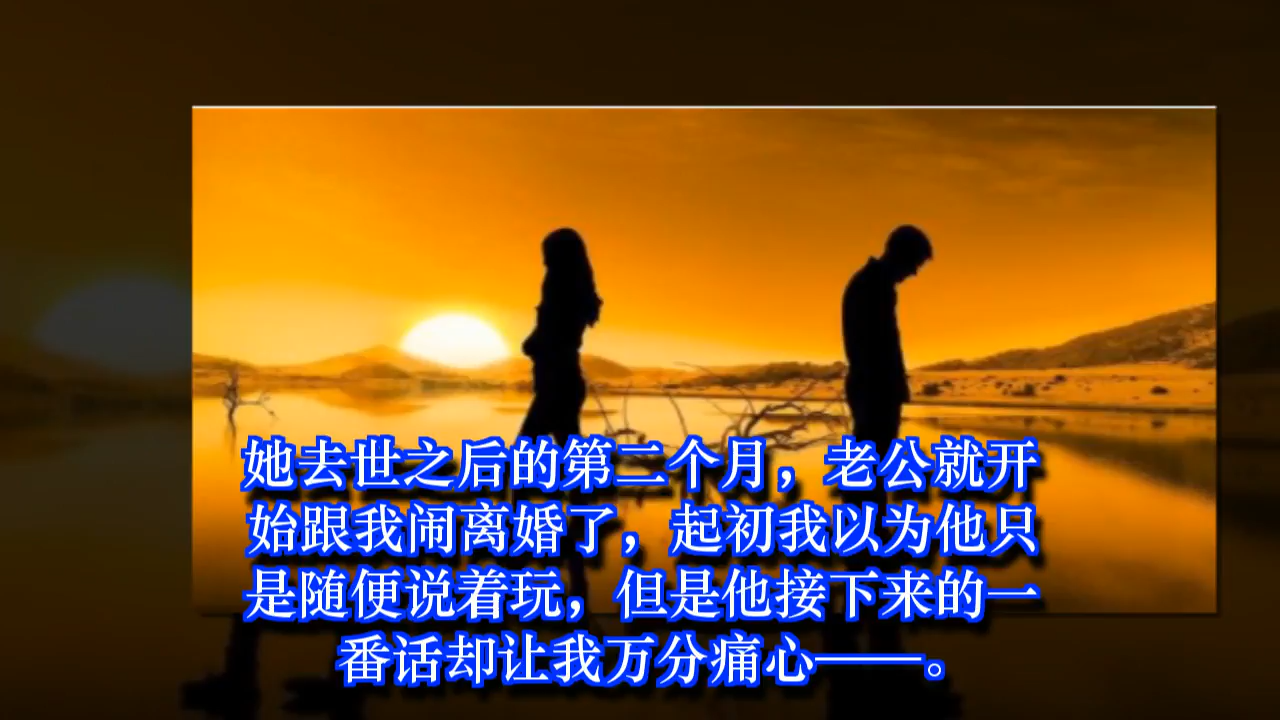 她去世之后的第二个月，老公就开
始跟我闹离婚了，起初我以为他只
是随便说着玩，但是他接下来的一
番话却让我万分痛心——。